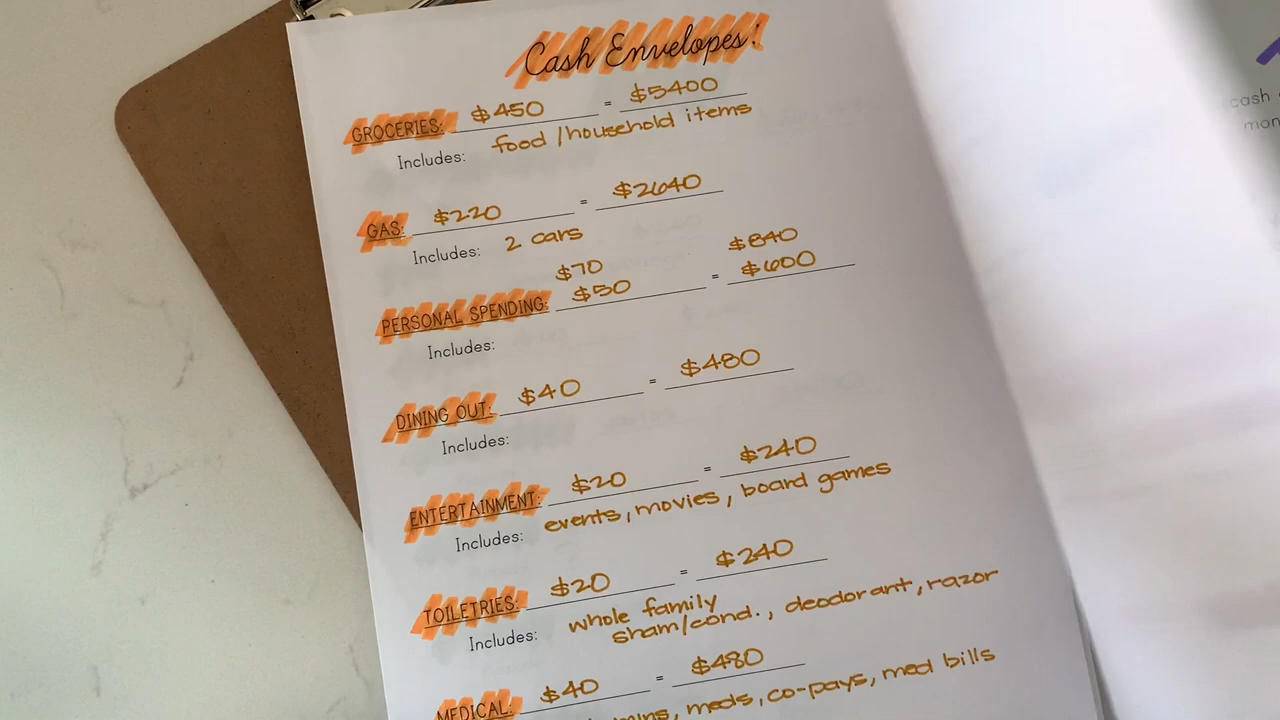 Cash Envelopes!
GROCERIES: $450 = $5400
Includes: food / household items
GAS: $220 = $2640
Includes: 2 cars
$70 $840
PERSONAL SPENDING: $50 = $600
Includes:
DINING OUT: $40 = $480
Includes:
ENTERTAINMENT: $20 = $240
Includes: events, movies, board games
TOILETRIES: $20 = $240
Includes: whole family
sham/cond., deodorant, razor
MEDICAL: $40 = $480
meds, co-pays, med bills
cash